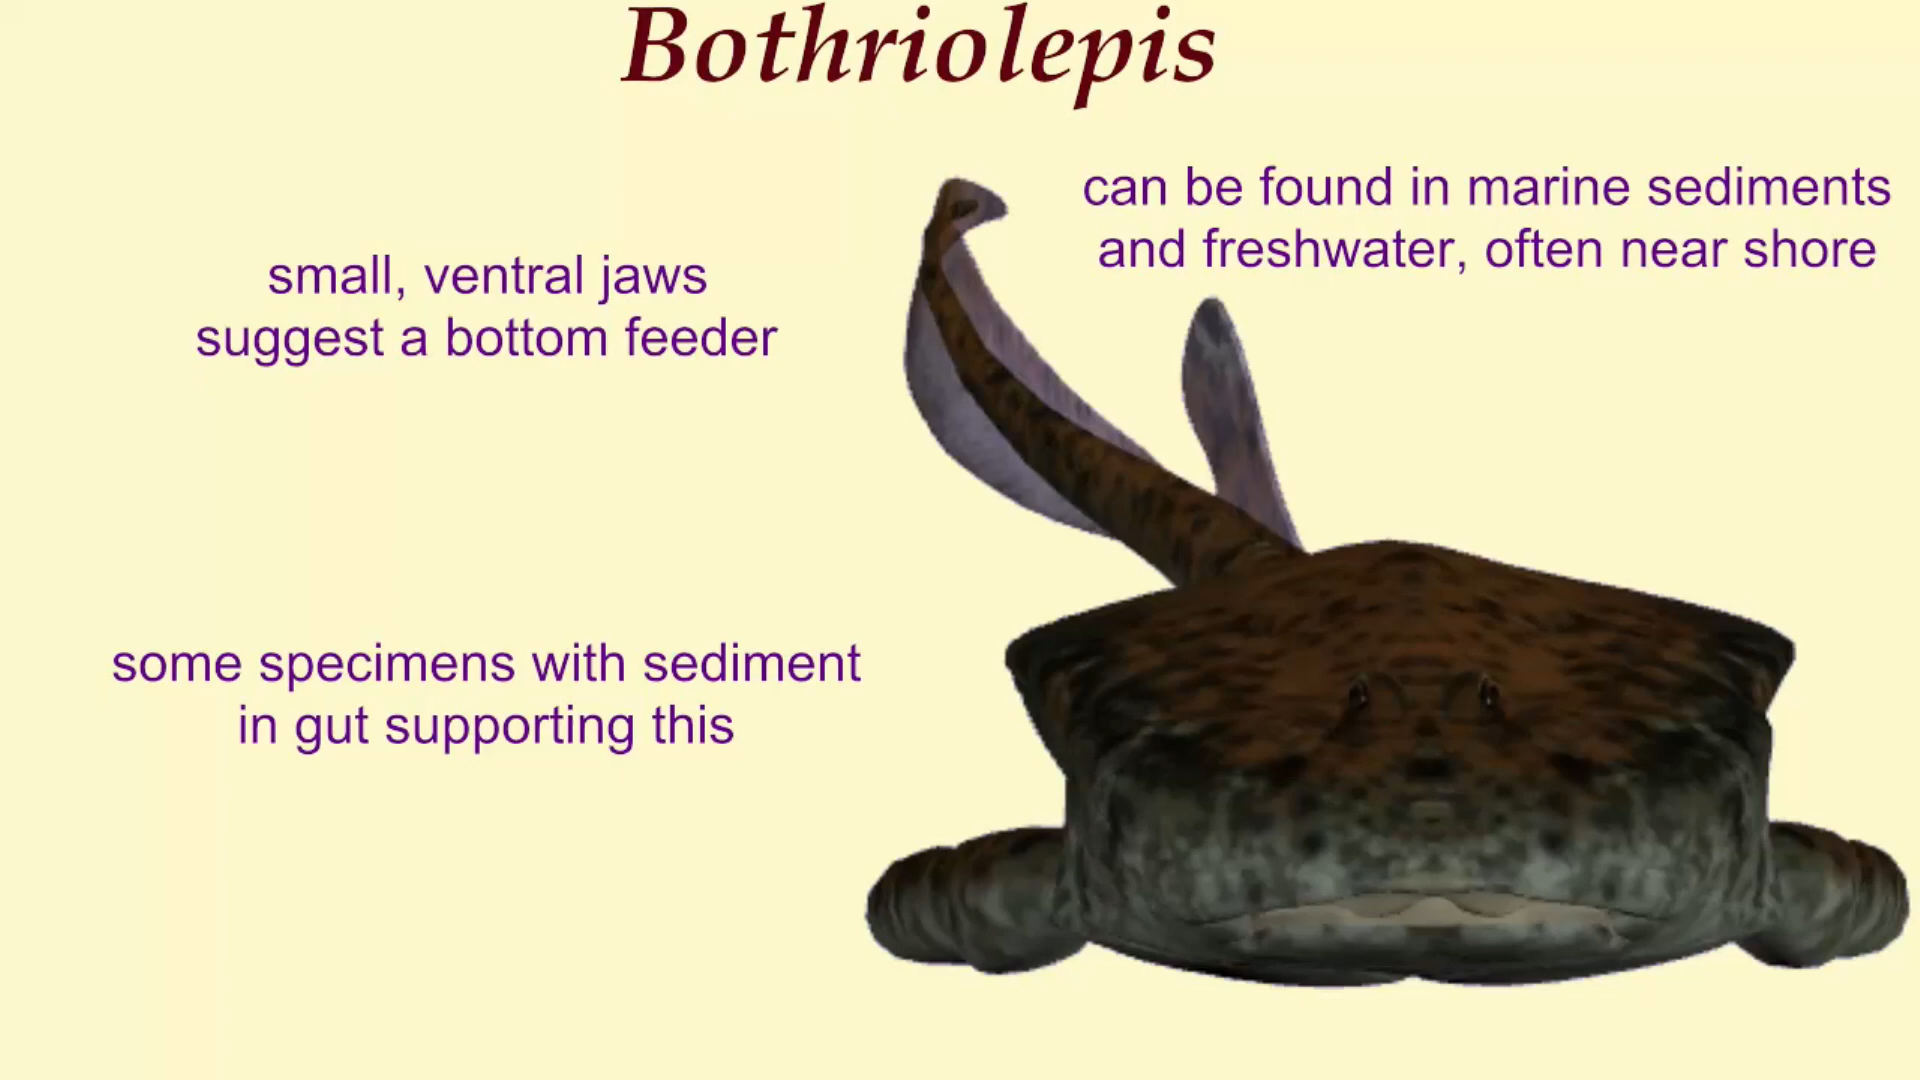 Bothriolepis
can be found in marine sediments
and freshwater, often near shore
small, ventral jaws
suggest a bottom feeder
some specimens with sediment
in gut supporting this